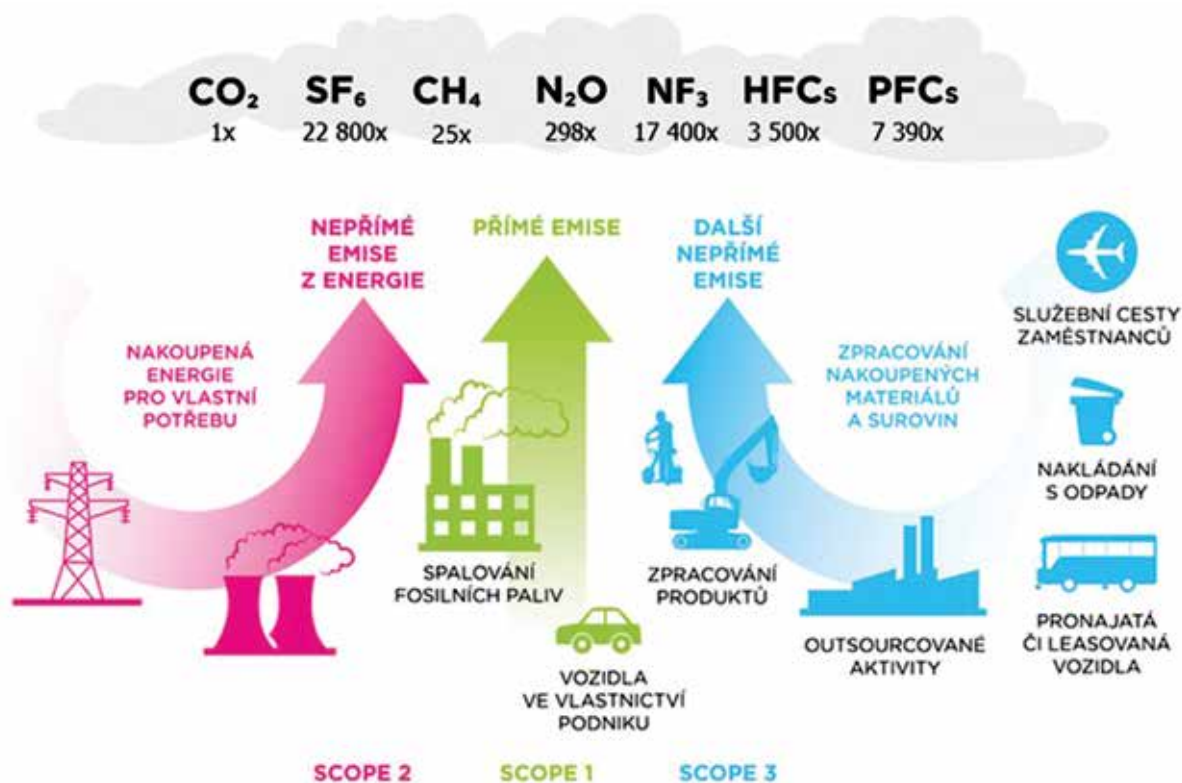 CO₂ SF₆ CH₄ N₂O NF₃ HFCs PFCs
1x 22 800x 25x 298x 17 400x 3 500x 7 390x
NEPŘÍMÉ
EMISE
Z ENERGIE
PŘÍMÉ EMISE
DALŠÍ
NEPŘÍMÉ
EMISE
NAKOUPENÁ
ENERGIE
PRO VLASTNÍ
POTŘEBU
ZPRACOVÁNÍ
NAKOUPENÝCH
MATERIÁLŮ
A SUROVIN
SLUŽEBNÍ CESTY
ZAMĚSTNANCŮ
NAKLÁDÁNÍ
S ODPADY
SPALOVÁNÍ
FOSILNÍCH PALIV
ZPRACOVÁNÍ
PRODUKTŮ
OUTSOURCOVANÉ
AKTIVITY
PRONAJATÁ
ČI LEASOVANÁ
VOZIDLA
VOZIDLA
VE VLASTNICTVÍ
PODNIKU
SCOPE 2 SCOPE 1 SCOPE 3